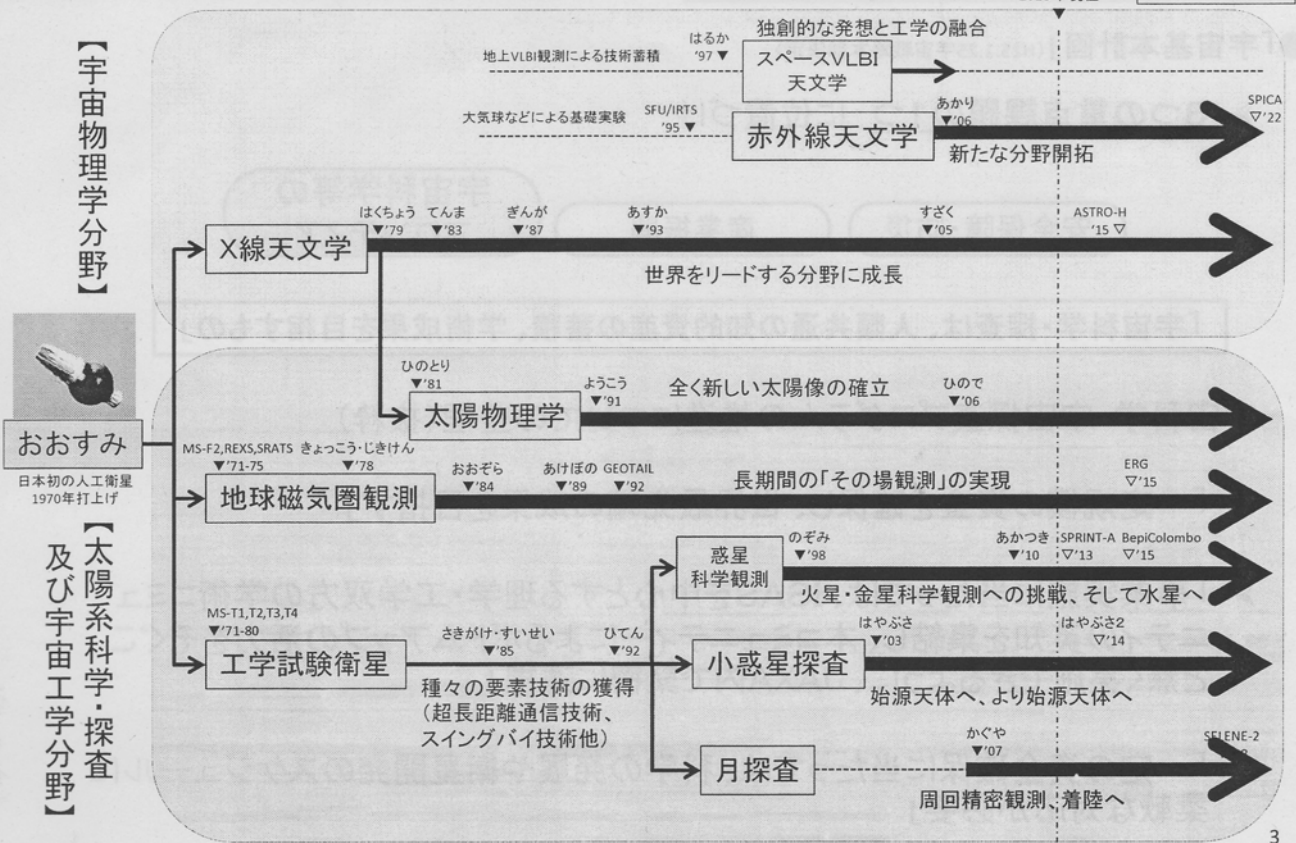 【宇宙物理学分野】
独創的な発想と工学の融合
はるか
'97 ▼
地上VLBI観測による技術蓄積
スペースVLBI
天文学
大気球などによる基礎実験
SFU/IRTS
'95 ▼
あかり
▼'06
SPICA
▽'22
赤外線天文学
新たな分野開拓
はくちょう
▼'79
てんま
▼'83
ぎんが
▼'87
あすか
▼'93
すざく
▼'05
ASTRO-H
'15 ▽
X線天文学
世界をリードする分野に成長
おおすみ
日本初の人工衛星
1970年打上げ
【太陽系科学・探査
及び宇宙工学分野】
ひのとり
▼'81
ようこう
▼'91
全く新しい太陽像の確立
ひので
▼'06
太陽物理学
MS-F2,REXS,SRATS
▼'71-75
きょっこう・じきけん
▼'78
おおぞら
▼'84
あけぼの
▼'89
GEOTAIL
▼'92
長期間の「その場観測」の実現
ERG
▽'15
地球磁気圏観測
のぞみ
▼'98
あかつき
▼'10
SPRINT-A
▽'13
BepiColombo
▽'15
惑星
科学観測
火星・金星科学観測への挑戦、そして水星へ
MS-T1,T2,T3,T4
▼'71-80
さきがけ・すいせい
▼'85
ひてん
▼'92
はやぶさ
▼'03
はやぶさ2
▽'14
工学試験衛星
小惑星探査
種々の要素技術の獲得
(超長距離通信技術、
スイングバイ技術他)
始源天体へ、より始源天体へ
かぐや
▼'07
SELENE-2
月探査
周回精密観測、着陸へ
3